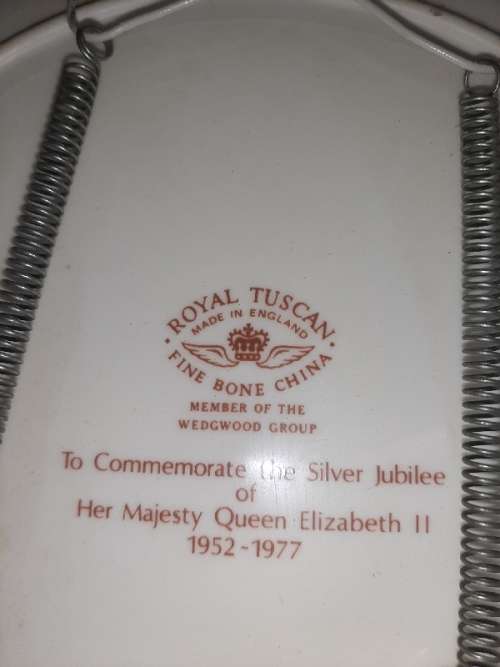 ROYAL TUSCAN
MADE IN ENGLAND
FINE BONE CHINA
MEMBER OF THE
WEDGWOOD GROUP
To Commemorate the Silver Jubilee
of
Her Majesty Queen Elizabeth II
1952-1977